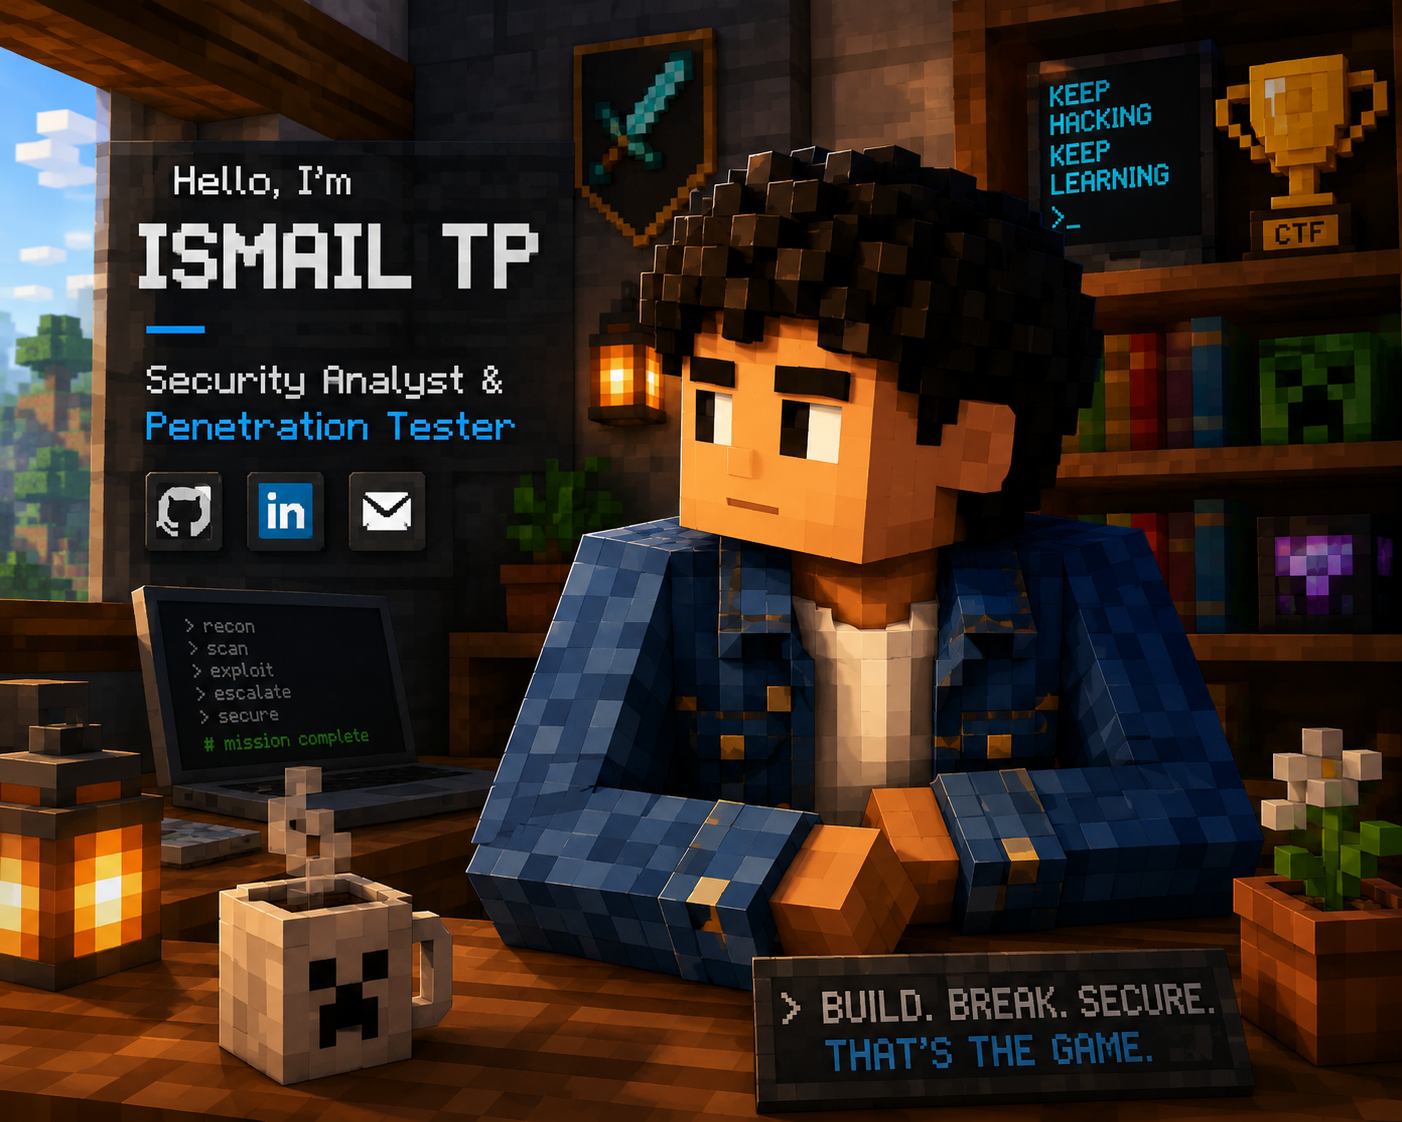 Hello, I'm
ISMAIL TP
Security Analyst &
Penetration Tester
in
KEEP
HACKING
KEEP
LEARNING
>_
CTF
> recon
> scan
> exploit
> escalate
> secure
# mission complete
> BUILD. BREAK. SECURE.
THAT'S THE GAME.